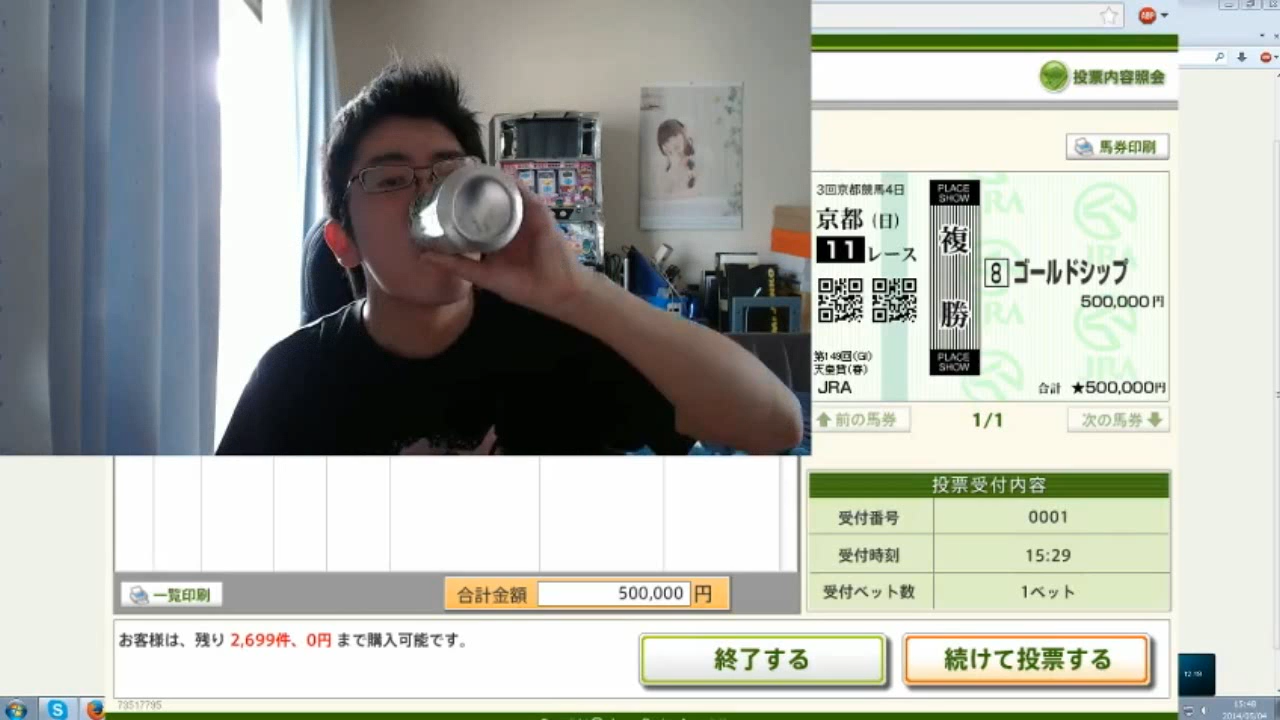 ABP
投票内容照会
馬券印刷
3回京都競馬4日
京都 (日)
11 レース
第149回(GI)
天皇賞(春)
JRA
PLACE
SHOW
複
勝
PLACE
SHOW
8 ゴールドシップ
500,000円
合計 ★500,000円
前の馬券
1/1
次の馬券
投票受付内容
受付番号 0001
受付時刻 15:29
受付ベット数 1ベット
一覧印刷
合計金額 500,000 円
お客様は、残り 2,699件、0円 まで購入可能です。
終了する
続けて投票する
73517795
15:48
2014/05/04